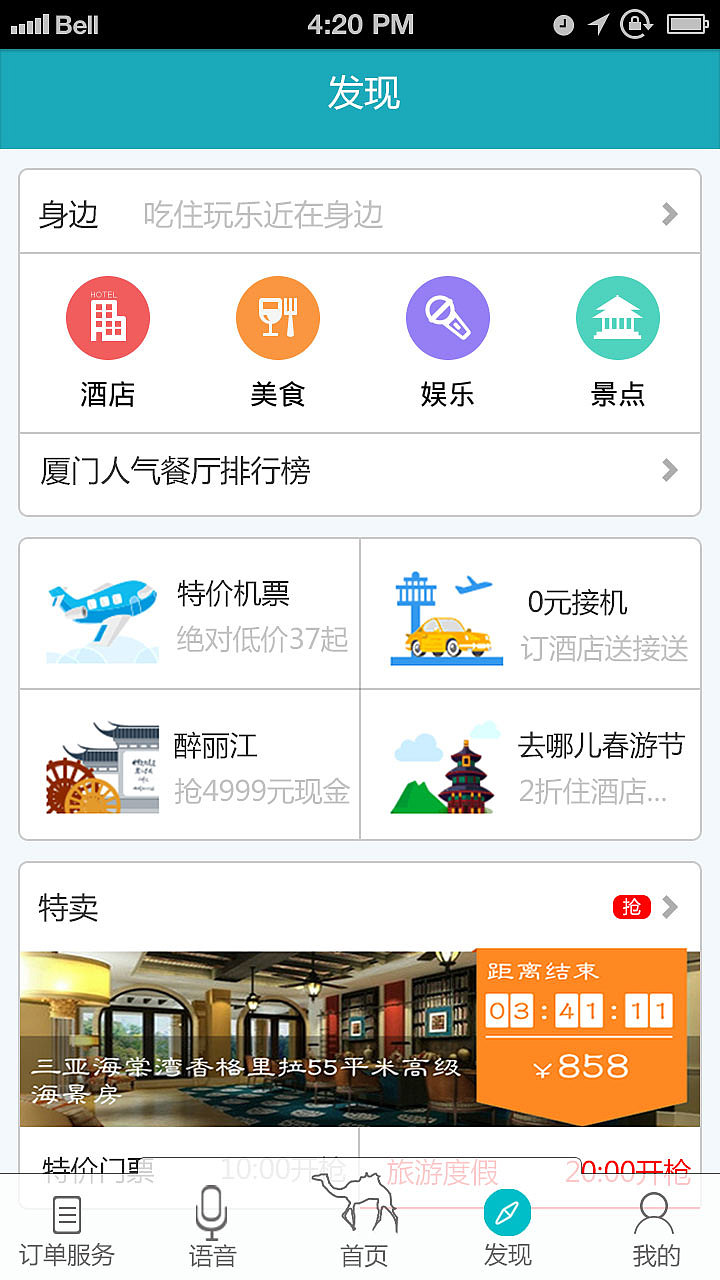 Bell 4:20 PM
发现
身边 吃住玩乐近在身边
HOTEL
酒店 美食 娱乐 景点
厦门人气餐厅排行榜
特价机票
绝对低价37起
0元接机
订酒店送接送
醉丽江
抢4999元现金
去哪儿春游节
2折住酒店...
特卖 抢
距离结束
03:41:11
¥858
三亚海棠湾香格里拉55平米高级
海景房
特价门票 10:00开抢 旅游度假 20:00开抢
订单服务 语音 首页 发现 我的